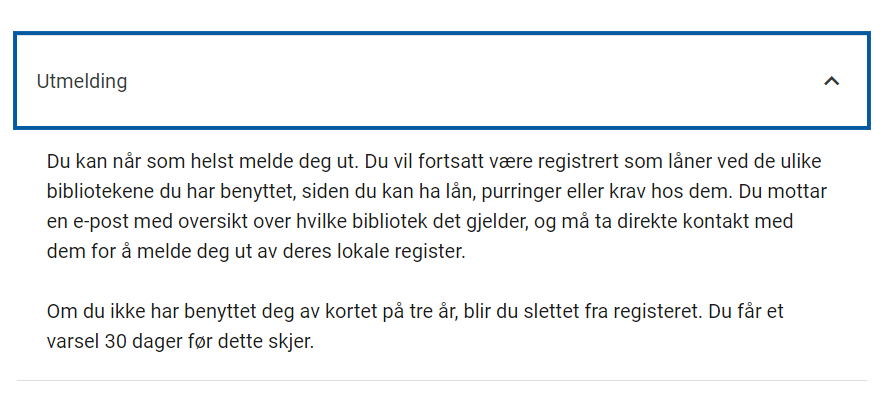 Utmelding
Du kan når som helst melde deg ut. Du vil fortsatt være registrert som låner ved de ulike
bibliotekene du har benyttet, siden du kan ha lån, purringer eller krav hos dem. Du mottar
en e-post med oversikt over hvilke bibliotek det gjelder, og må ta direkte kontakt med
dem for å melde deg ut av deres lokale register.
Om du ikke har benyttet deg av kortet på tre år, blir du slettet fra registeret. Du får et
varsel 30 dager før dette skjer.